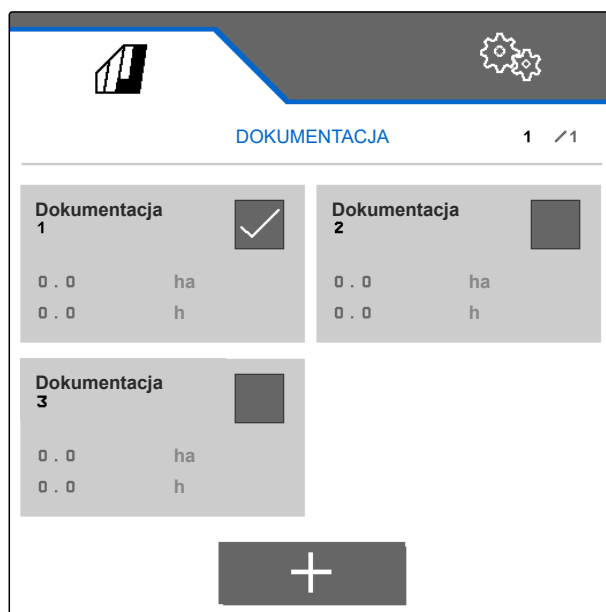 DOKUMENTACJA 1 /1
Dokumentacja
1
0.0 ha
0.0 h
Dokumentacja
2
0.0 ha
0.0 h
Dokumentacja
3
0.0 ha
0.0 h
+